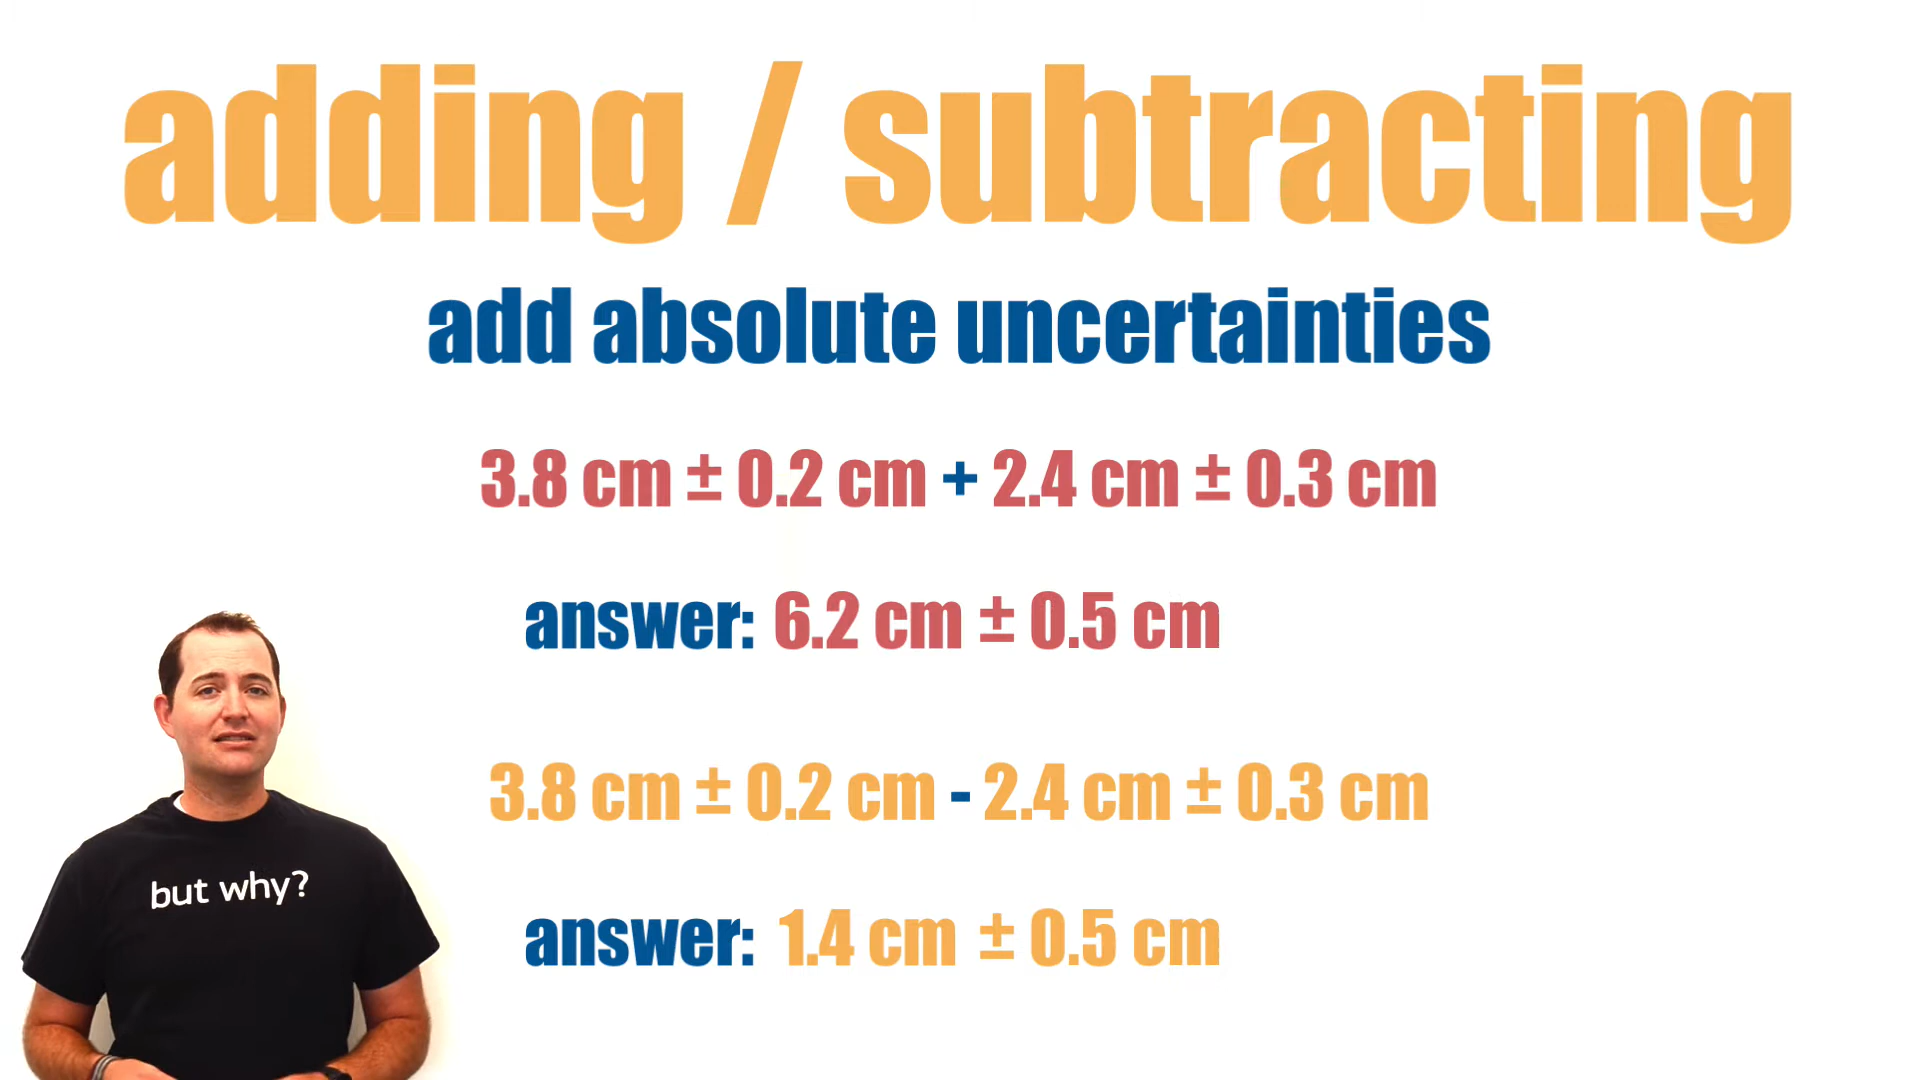 adding / subtracting
add absolute uncertainties
3.8 cm ± 0.2 cm + 2.4 cm ± 0.3 cm
answer: 6.2 cm ± 0.5 cm
3.8 cm ± 0.2 cm - 2.4 cm ± 0.3 cm
answer: 1.4 cm ± 0.5 cm
but why?